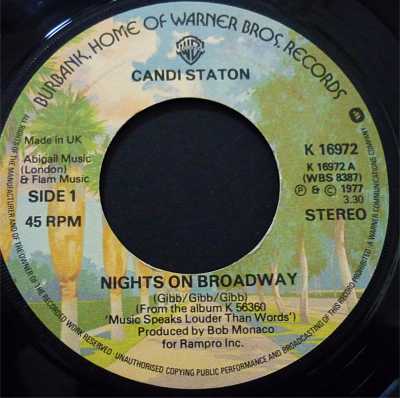 BURBANK, HOME OF WARNER BROS. RECORDS
CANDI STATON
Made in UK
Abigail Music
(London)
& Flam Music
SIDE 1
45 RPM
K 16972
K 16972 A
(WBS 8387)
Ⓟ & © 1977
3.30
STEREO
NIGHTS ON BROADWAY
(Gibb/Gibb/Gibb)
(From the album K 56360
'Music Speaks Louder Than Words')
Produced by Bob Monaco
for Rampro Inc.
ALL RIGHTS OF THE MANUFACTURER AND OF THE OWNER OF THE RECORDED WORK RESERVED. UNAUTHORISED COPYING PUBLIC PERFORMANCE AND BROADCASTING OF THIS RECORD PROHIBITED. A WARNER COMMUNICATIONS COMPANY.